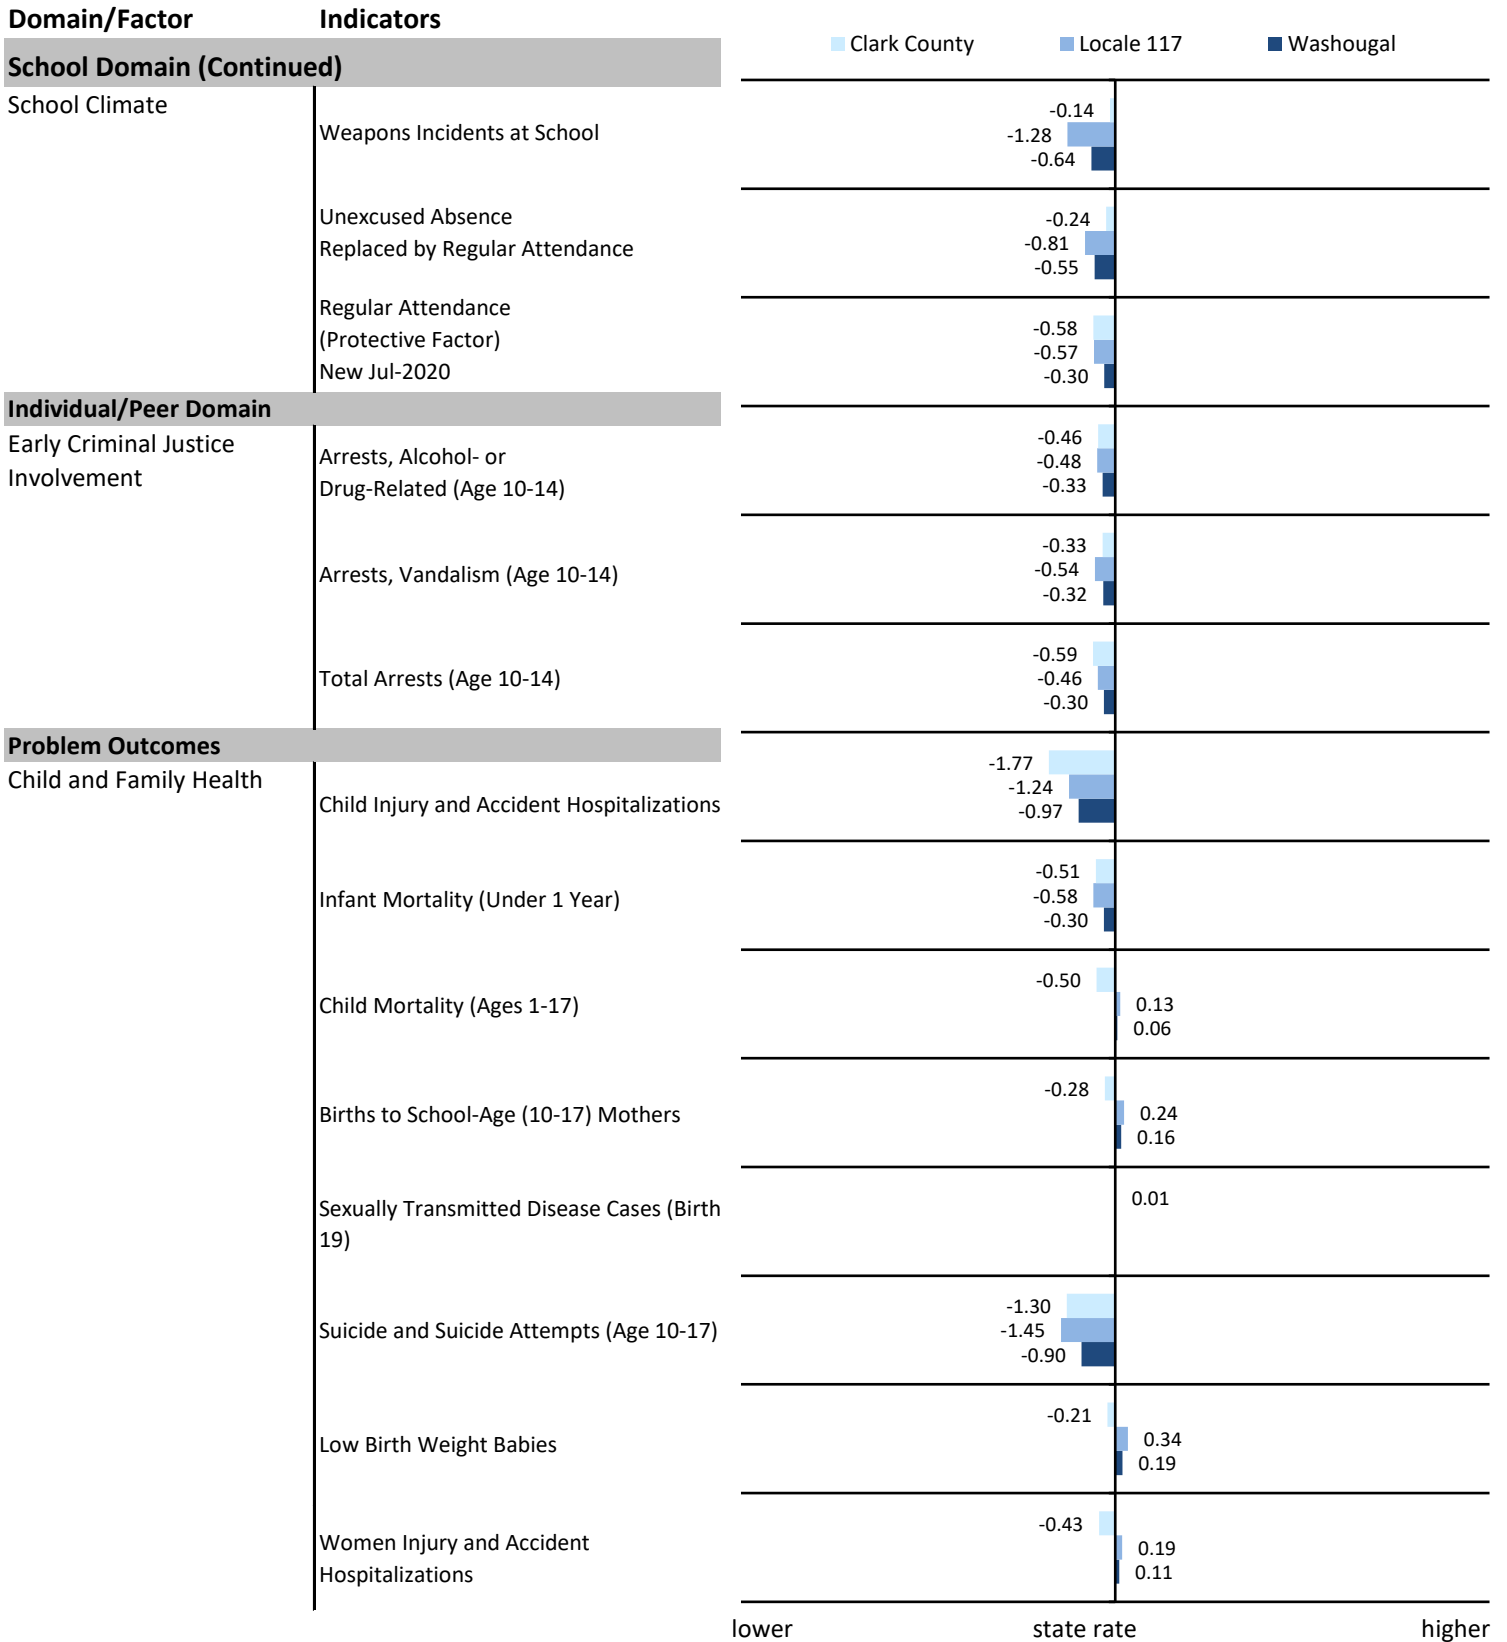 Domain/Factor Indicators
Clark County Locale 117 Washougal
School Domain (Continued)
School Climate
Weapons Incidents at School
-0.14
-1.28
-0.64
Unexcused Absence
Replaced by Regular Attendance
-0.24
-0.81
-0.55
Regular Attendance
(Protective Factor)
New Jul-2020
-0.58
-0.57
-0.30
Individual/Peer Domain
Early Criminal Justice
Involvement
Arrests, Alcohol- or
Drug-Related (Age 10-14)
-0.46
-0.48
-0.33
Arrests, Vandalism (Age 10-14)
-0.33
-0.54
-0.32
Total Arrests (Age 10-14)
-0.59
-0.46
-0.30
Problem Outcomes
Child and Family Health
Child Injury and Accident Hospitalizations
-1.77
-1.24
-0.97
Infant Mortality (Under 1 Year)
-0.51
-0.58
-0.30
Child Mortality (Ages 1-17)
-0.50
0.13
0.06
Births to School-Age (10-17) Mothers
-0.28
0.24
0.16
Sexually Transmitted Disease Cases (Birth
19)
0.01
Suicide and Suicide Attempts (Age 10-17)
-1.30
-1.45
-0.90
Low Birth Weight Babies
-0.21
0.34
0.19
Women Injury and Accident
Hospitalizations
-0.43
0.19
0.11
lower state rate higher